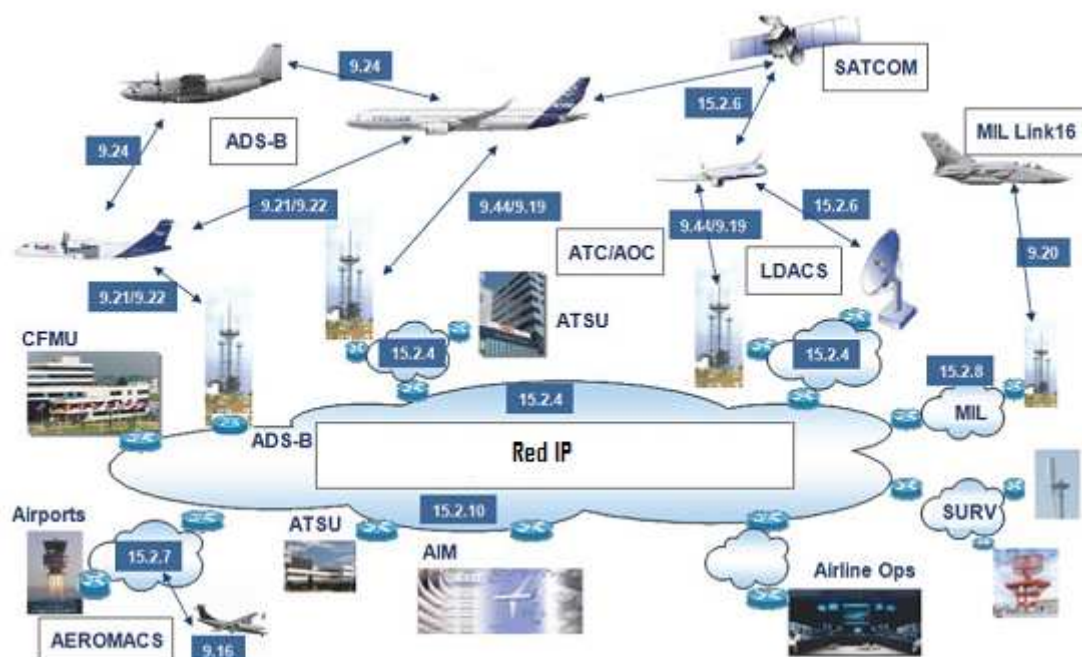 SATCOM
9.24
15.2.6
MIL Link16
ADS-B
9.24
9.21/9.22
9.44/9.19
9.44/9.19
15.2.6
ATC/AOC
LDACS
9.20
9.21/9.22
ATSU
CFMU
15.2.4
15.2.4
15.2.8
15.2.4
MIL
ADS-B
Red IP
Airports
ATSU
15.2.10
SURV
15.2.7
AIM
Airline Ops
AEROMACS
9.16